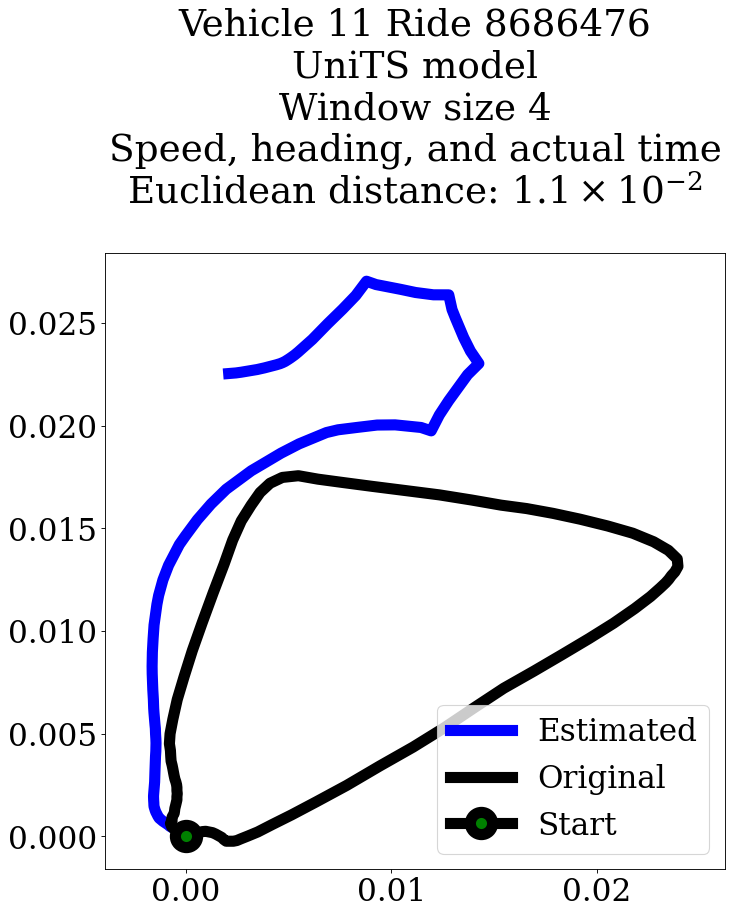 Vehicle 11 Ride 8686476
UniTS model
Window size 4
Speed, heading, and actual time
Euclidean distance: 1.1 × 10⁻²
0.025
0.020
0.015
0.010
0.005
0.000
0.00 0.01 0.02
Estimated
Original
Start